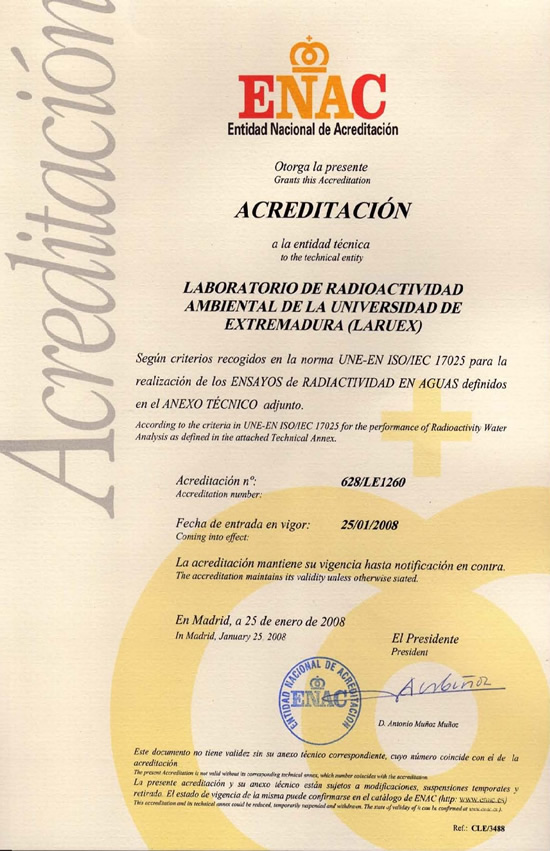 Acreditación
ENAC
Entidad Nacional de Acreditación
Otorga la presente
Grants this Accreditation
ACREDITACIÓN
a la entidad técnica
to the technical entity
LABORATORIO DE RADIOACTIVIDAD
AMBIENTAL DE LA UNIVERSIDAD DE
EXTREMADURA (LARUEX)
Según criterios recogidos en la norma UNE-EN ISO/IEC 17025 para la
realización de los ENSAYOS de RADIACTIVIDAD EN AGUAS definidos
en el ANEXO TÉCNICO adjunto.
According to the criteria in UNE-EN ISO/IEC 17025 for the performance of Radioactivity Water
Analysis as defined in the attached Technical Annex.
Acreditación nº: 628/LE1260
Accreditation number:
Fecha de entrada en vigor: 25/01/2008
Coming into effect:
La acreditación mantiene su vigencia hasta notificación en contra.
The accreditation maintains its validity unless otherwise stated.
En Madrid, a 25 de enero de 2008
In Madrid, January 25, 2008
El Presidente
President
ENTIDAD NACIONAL DE ACREDITACIÓN
ENAC
D. Antonio Muñoz Muñoz
Este documento no tiene validez sin su anexo técnico correspondiente, cuyo número coincide con el de la
acreditación
The present Accreditation is not valid without its corresponding technical annex, which number coincides with the accreditation.
La presente acreditación y su anexo técnico están sujetos a modificaciones, suspensiones temporales y
retirada. El estado de vigencia de la misma puede confirmarse en el catálogo de ENAC (http: www.enac.es)
This accreditation and its technical annex could be reduced, temporarily suspended and withdrawn. The state of validity of it can be confirmed at www.enac.es.
Ref.: CLE/3488